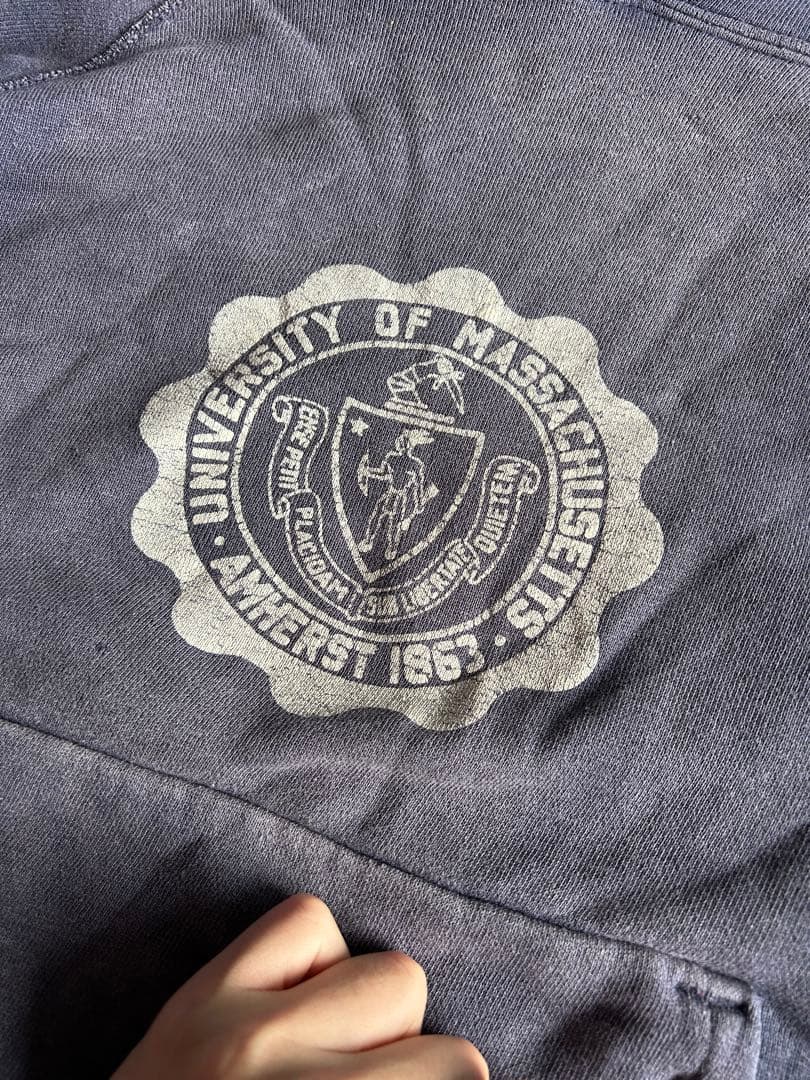 UNIVERSITY OF MASSACHUSETTS
· AMHERST 1863 ·
ENSE PETIT
PLACIDAM
SUB LIBERTATE
QUIETEM